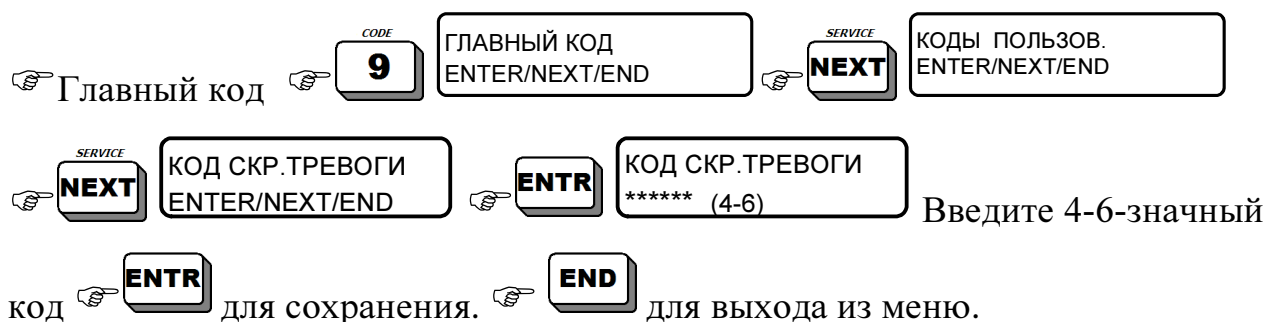 CODE SERVICE
☞ Главный код ☞ 9 ГЛАВНЫЙ КОД ☞ NEXT КОДЫ ПОЛЬЗОВ.
ENTER/NEXT/END ENTER/NEXT/END
SERVICE
☞ NEXT КОД СКР.ТРЕВОГИ ☞ ENTR КОД СКР.ТРЕВОГИ
ENTER/NEXT/END ****** (4-6) Введите 4-6-значный
код ☞ ENTR для сохранения. ☞ END для выхода из меню.